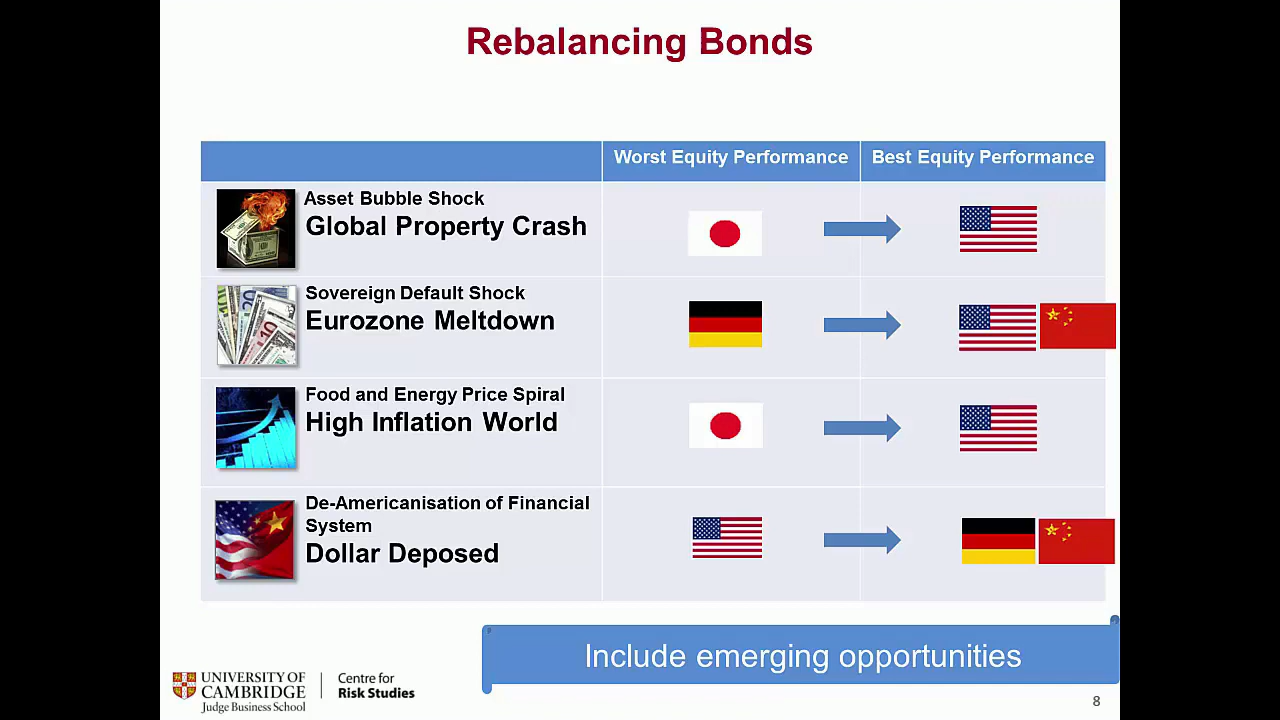 Rebalancing Bonds
Worst Equity Performance
Best Equity Performance
Asset Bubble Shock
Global Property Crash
Sovereign Default Shock
Eurozone Meltdown
Food and Energy Price Spiral
High Inflation World
De-Americanisation of Financial
System
Dollar Deposed
Include emerging opportunities
UNIVERSITY OF
CAMBRIDGE
Judge Business School
Centre for
Risk Studies
8